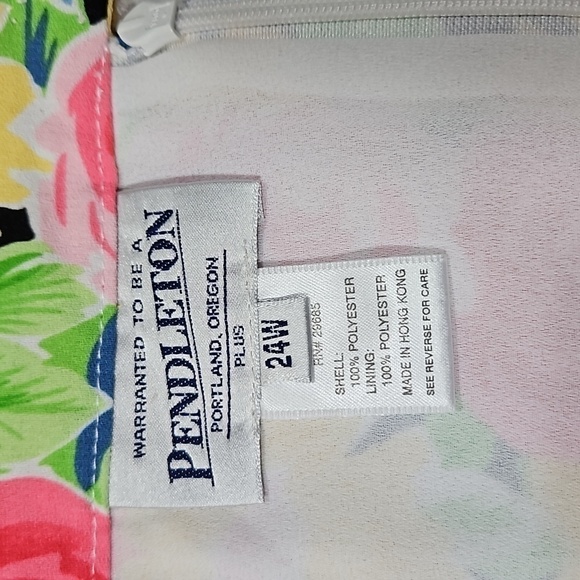 WARRANTED TO BE A
PENDLETON
PORTLAND, OREGON
PLUS
24W
RN# 29685
SHELL:
100% POLYESTER
LINING:
100% POLYESTER
MADE IN HONG KONG
SEE REVERSE FOR CARE